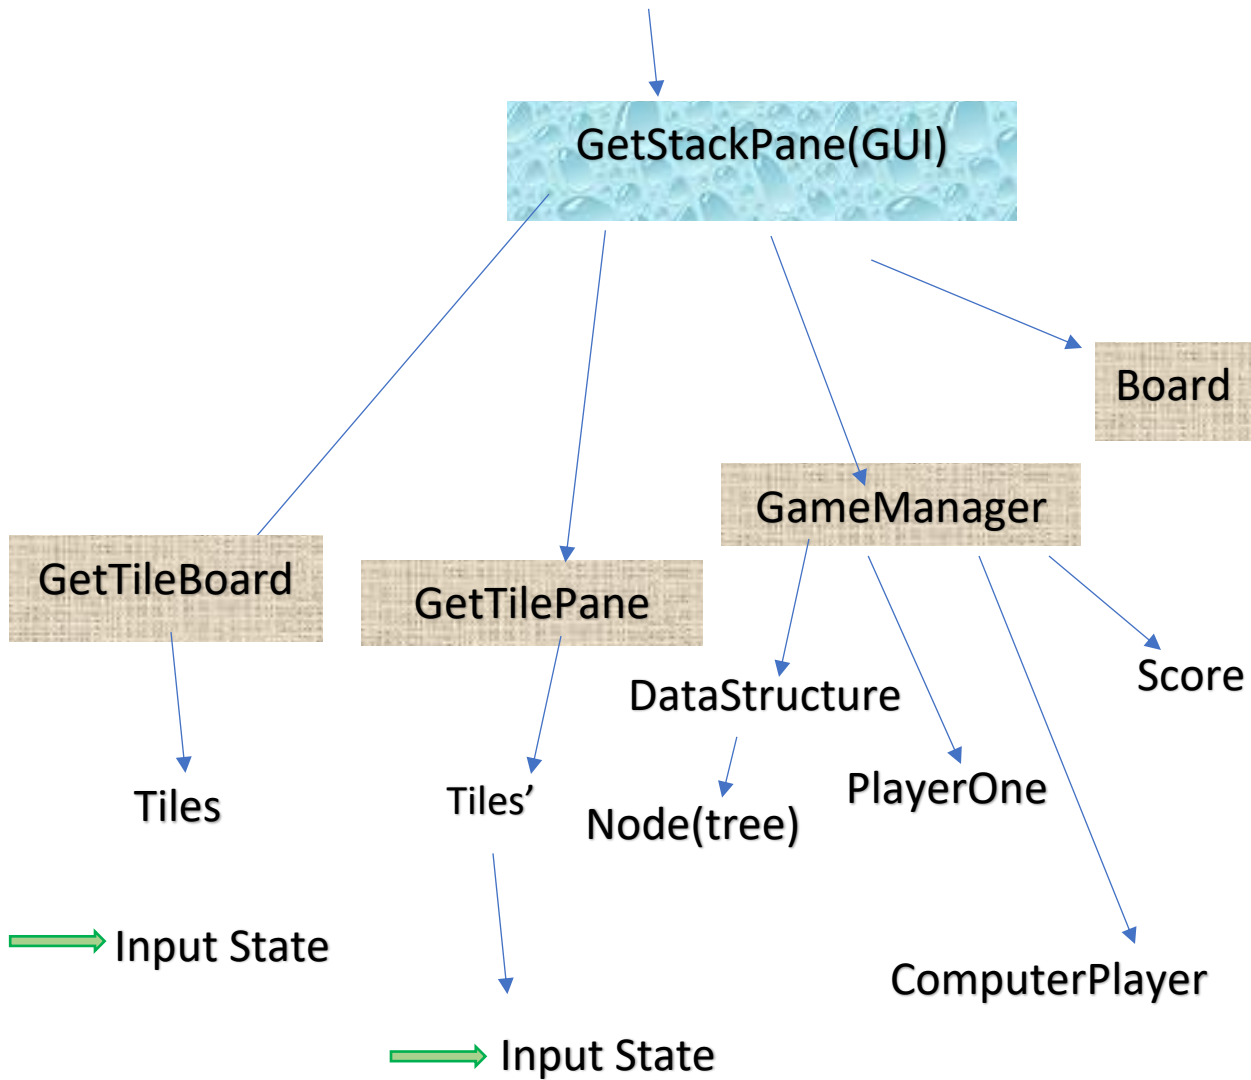 GetStackPane(GUI)
Board
GameManager
GetTileBoard
GetTilePane
Score
DataStructure
PlayerOne
Tiles
Tiles’
Node(tree)
Input State
ComputerPlayer
Input State